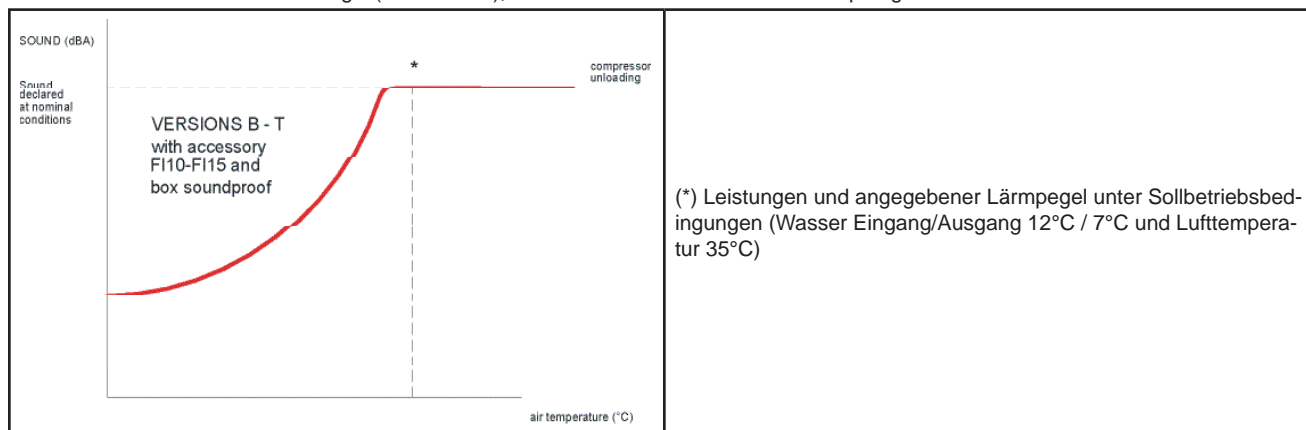 SOUND (dBA)
*
compressor
unloading
Sound
declared
at nominal
conditions
VERSIONS B - T
with accessory
FI10-FI15 and
box soundproof
air temperature (°C)
(*) Leistungen und angegebener Lärmpegel unter Sollbetriebsbed-
ingungen (Wasser Eingang/Ausgang 12°C / 7°C und Lufttempera-
tur 35°C)